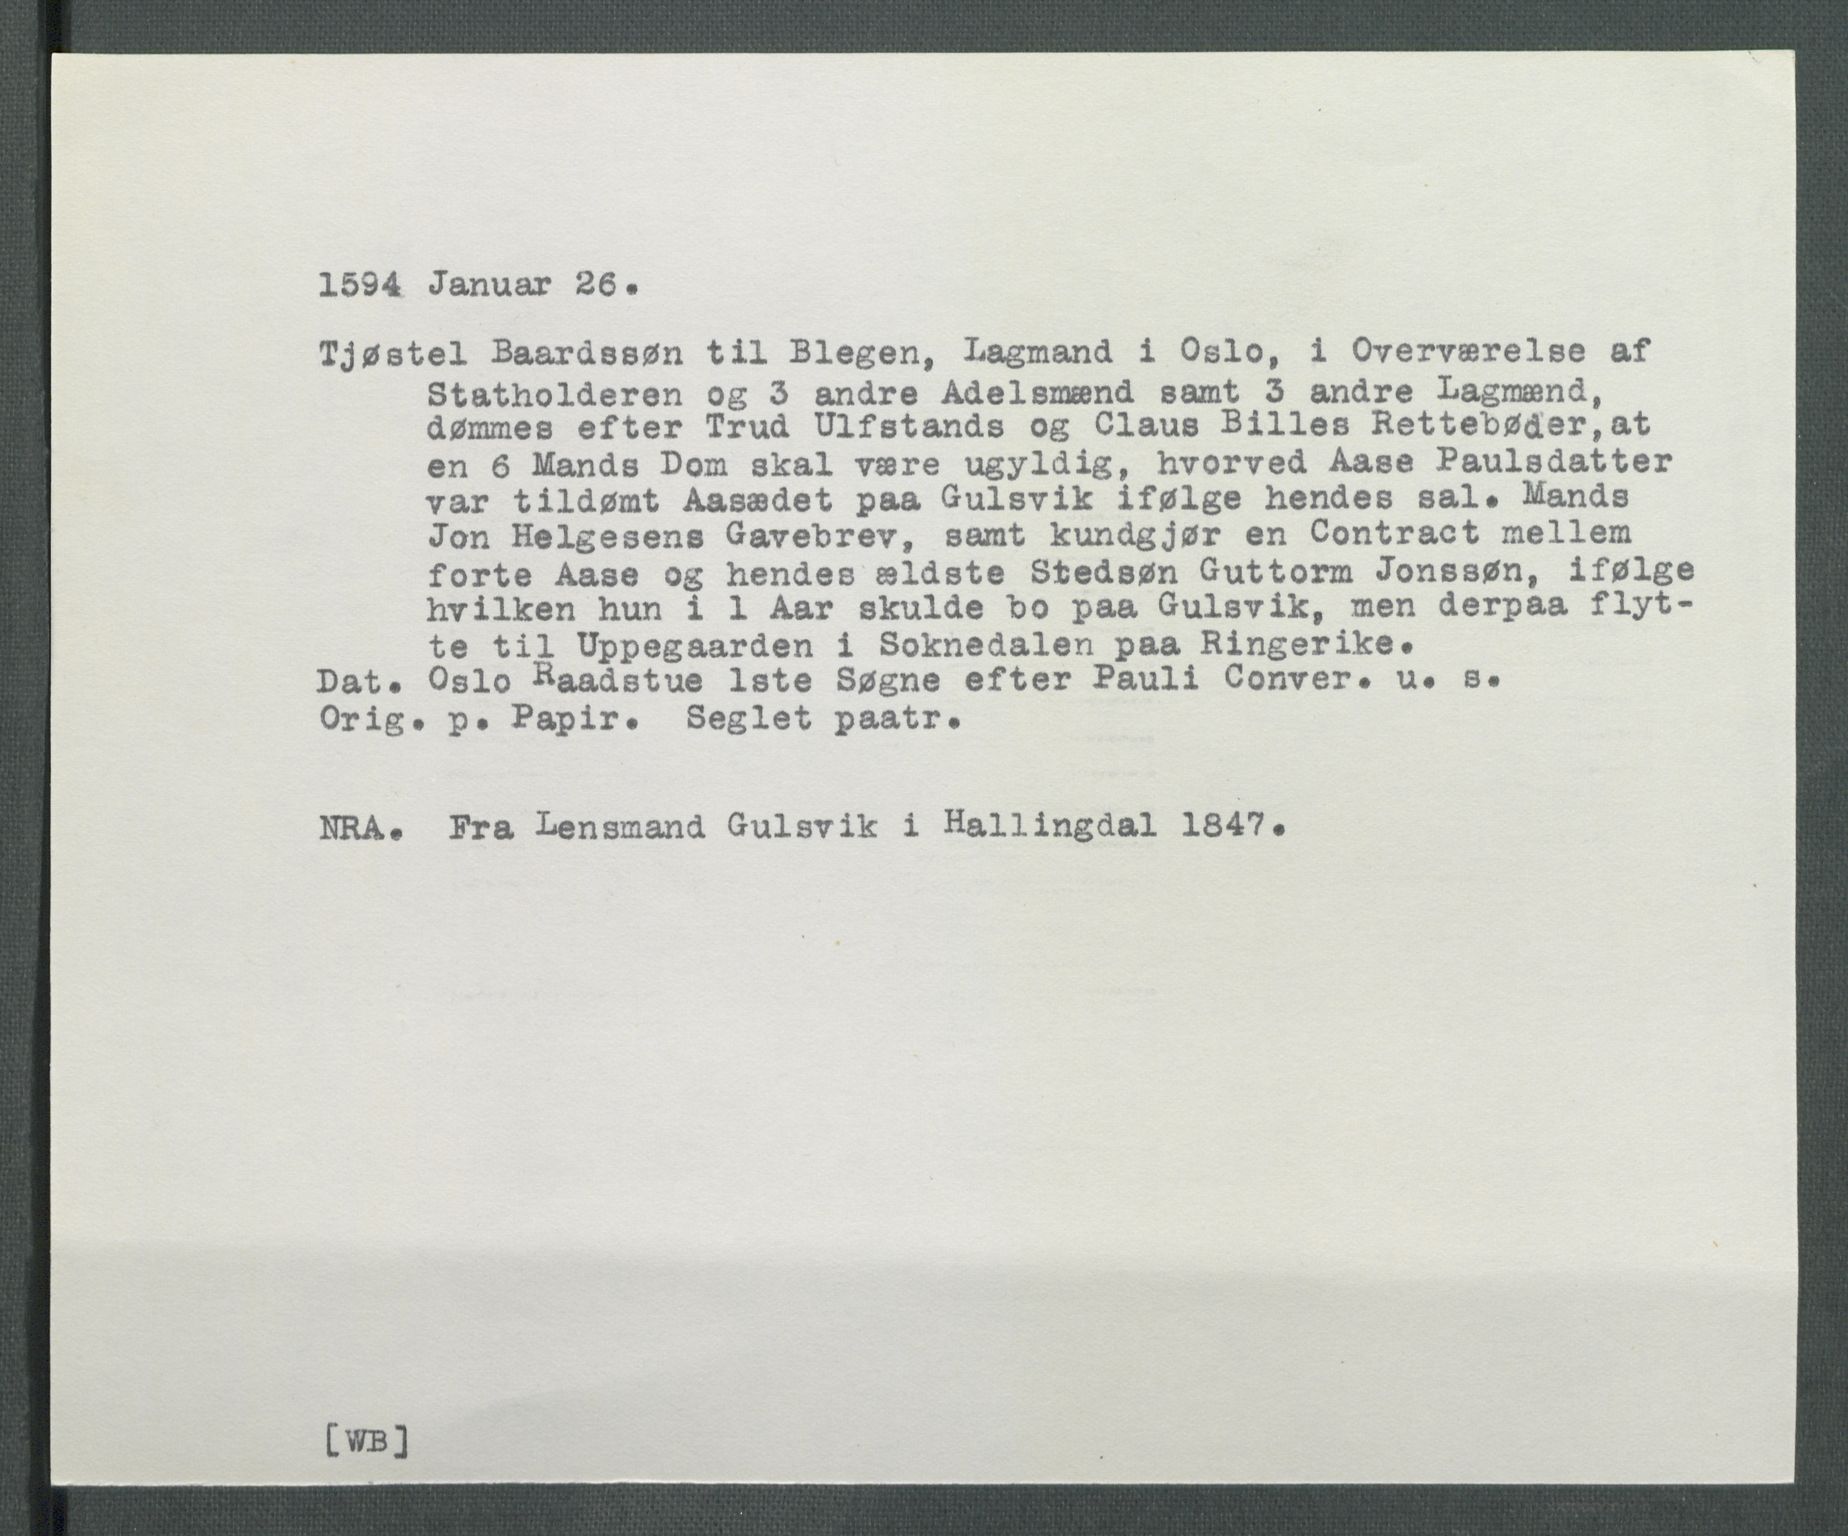 1594 Januar 26.
Tjøstel Baardssøn til Blegen, Lagmand i Oslo, i Overværelse af
Statholderen og 3 andre Adelsmænd samt 3 andre Lagmænd,
dømmes efter Trud Ulfstands og Claus Billes Rettebøder,at
en 6 Mands Dom skal være ugyldig, hvorved Aase Paulsdatter
var tildømt Aasædet paa Gulsvik ifølge hendes sal. Mands
Jon Helgesens Gavebrev, samt kundgjør en Contract mellem
forte Aase og hendes ældste Stedsøn Guttorm Jonssøn, ifølge
hvilken hun i 1 Aar skulde bo paa Gulsvik, men derpaa flyt-
te til Uppegaarden i Soknedalen paa Ringerike.
Dat. Oslo Raadstue 1ste Søgne efter Pauli Conver. u. s.
Orig. p. Papir. Seglet paatr.
NRA. Fra Lensmand Gulsvik i Hallingdal 1847.
[WB]